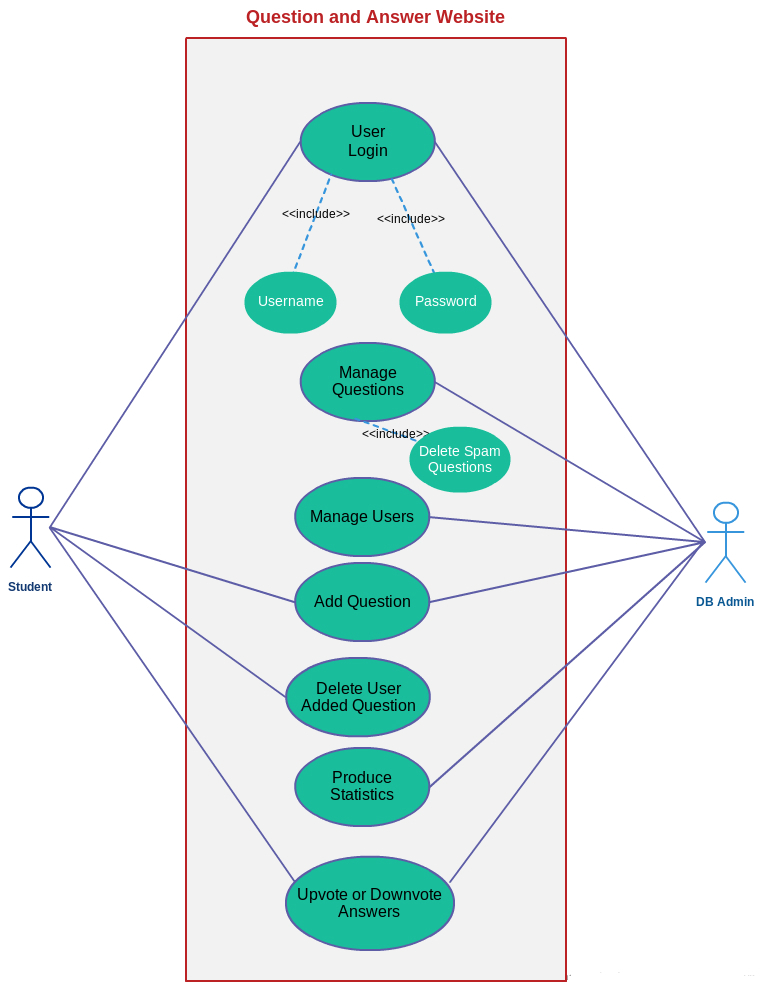 Question and Answer Website
User
Login
<<include>>
<<include>>
Username
Password
Manage
Questions
<<include>>
Delete Spam
Questions
Manage Users
Student
Add Question
DB Admin
Delete User
Added Question
Produce
Statistics
Upvote or Downvote
Answers